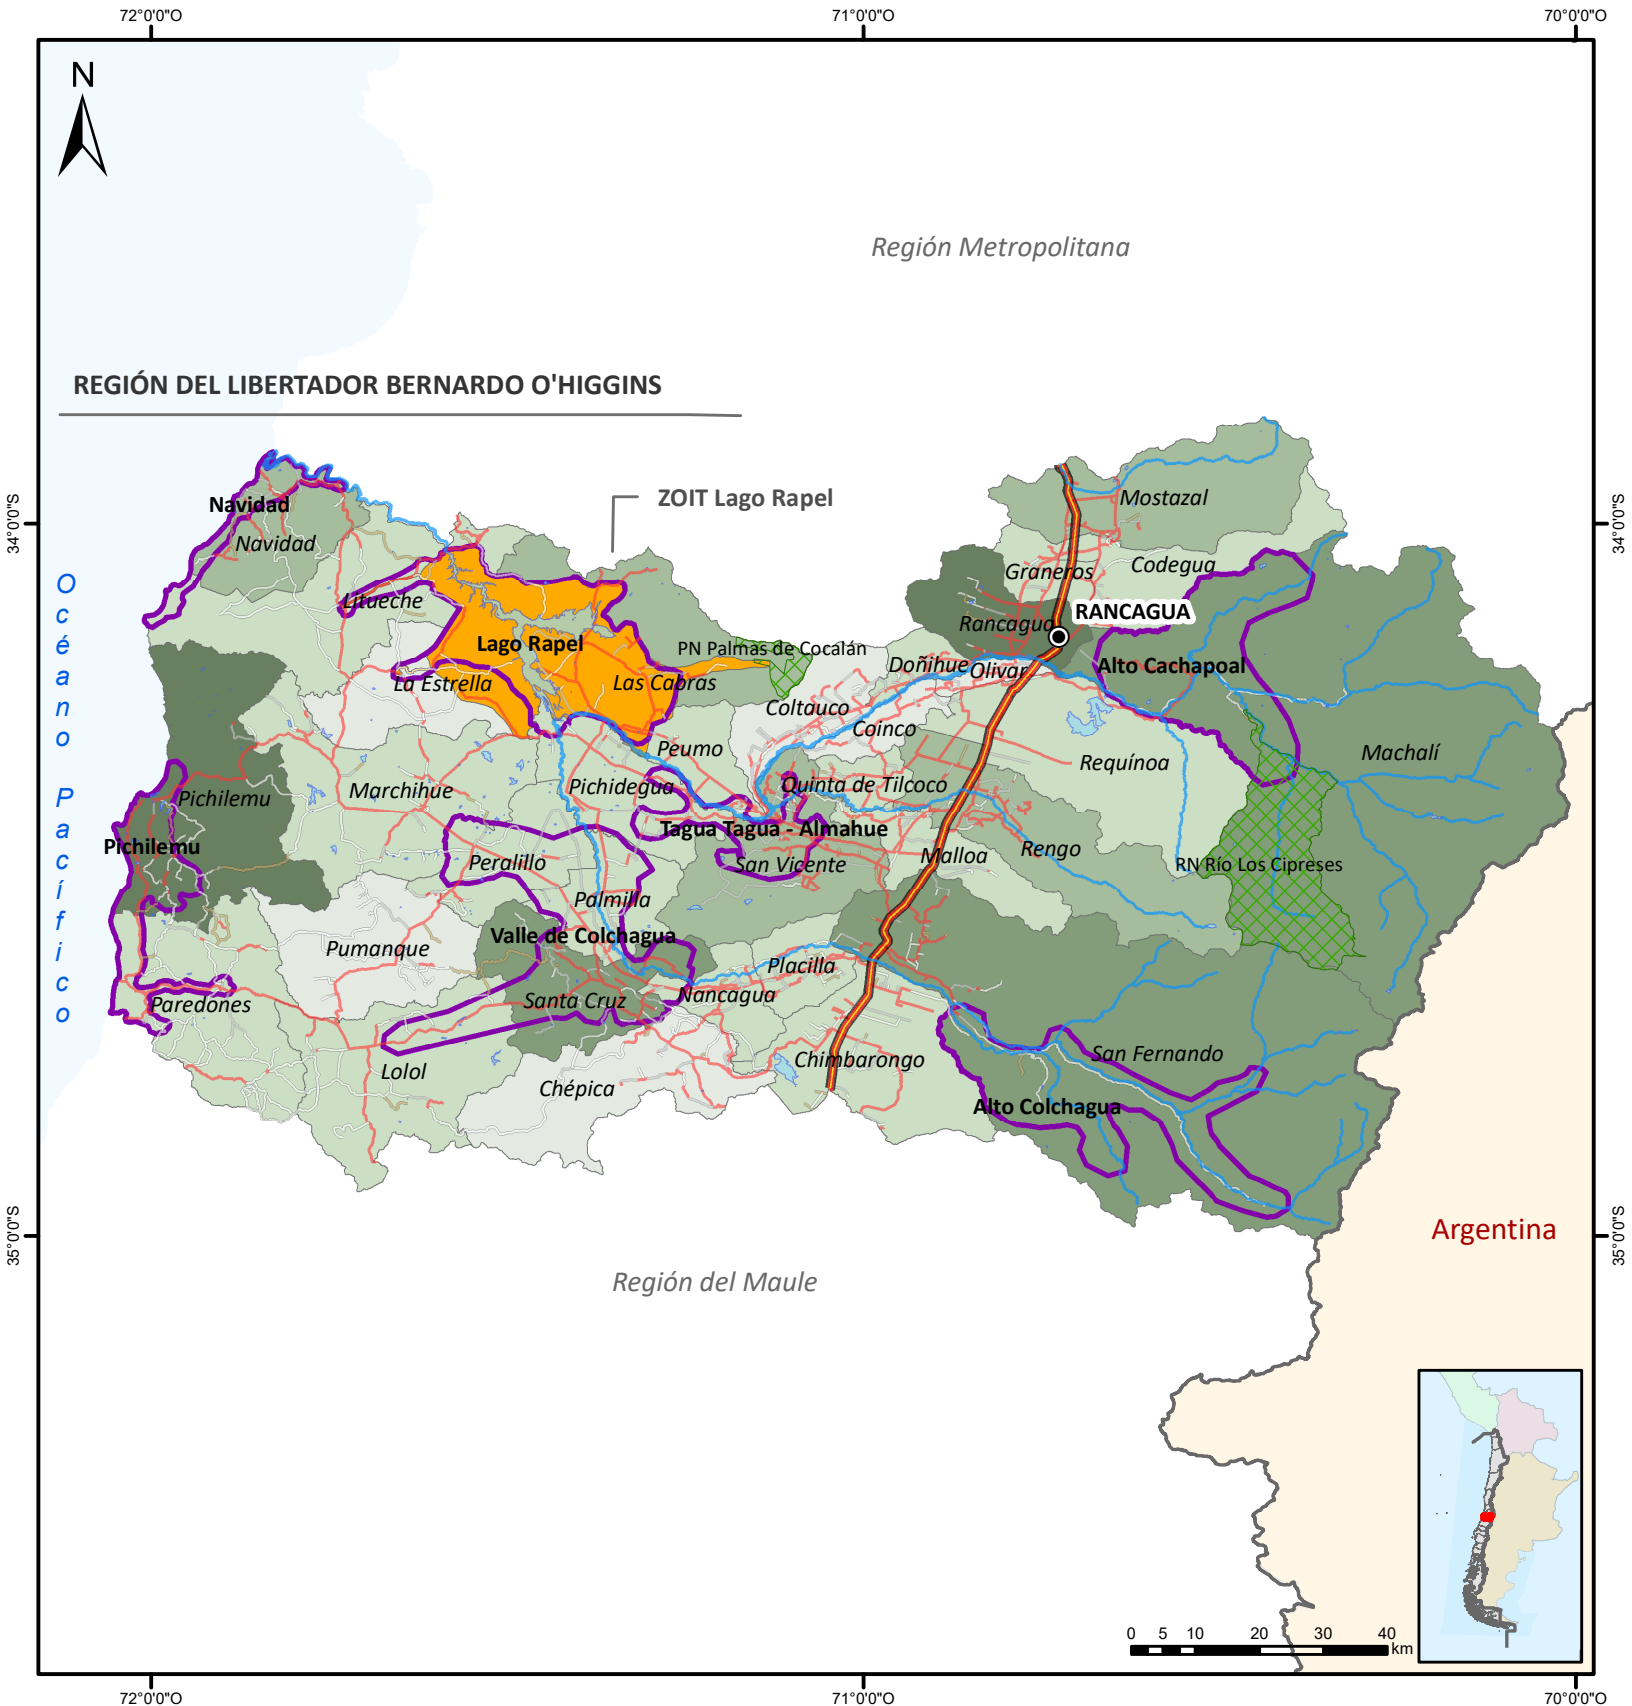 72°0'0"O
71°0'0"O
70°0'0"O
N
Región Metropolitana
REGIÓN DEL LIBERTADOR BERNARDO O'HIGGINS
ZOIT Lago Rapel
34°0'0"S
34°0'0"S
Océano Pacífico
Navidad
Navidad
Mostazal
Codegua
Graneros
RANCAGUA
Rancagua
Litueche
Lago Rapel
PN Palmas de Cocalán
Doñihue
Olivar
Alto Cachapoal
La Estrella
Las Cabras
Coltauco
Coinco
Peumo
Requínoa
Machalí
Pichilemu
Marchihue
Pichidegua
Quinta de Tilcoco
Pichilemu
Tagua Tagua - Almahue
Peralillo
San Vicente
Malloa
Rengo
RN Río Los Cipreses
Palmilla
Pumanque
Valle de Colchagua
Placilla
Paredones
Santa Cruz
Nancagua
Lolol
Chépica
Chimbarongo
San Fernando
Alto Colchagua
35°0'0"S
35°0'0"S
Argentina
Región del Maule
0 5 10 20 30 40
km
72°0'0"O
71°0'0"O
70°0'0"O